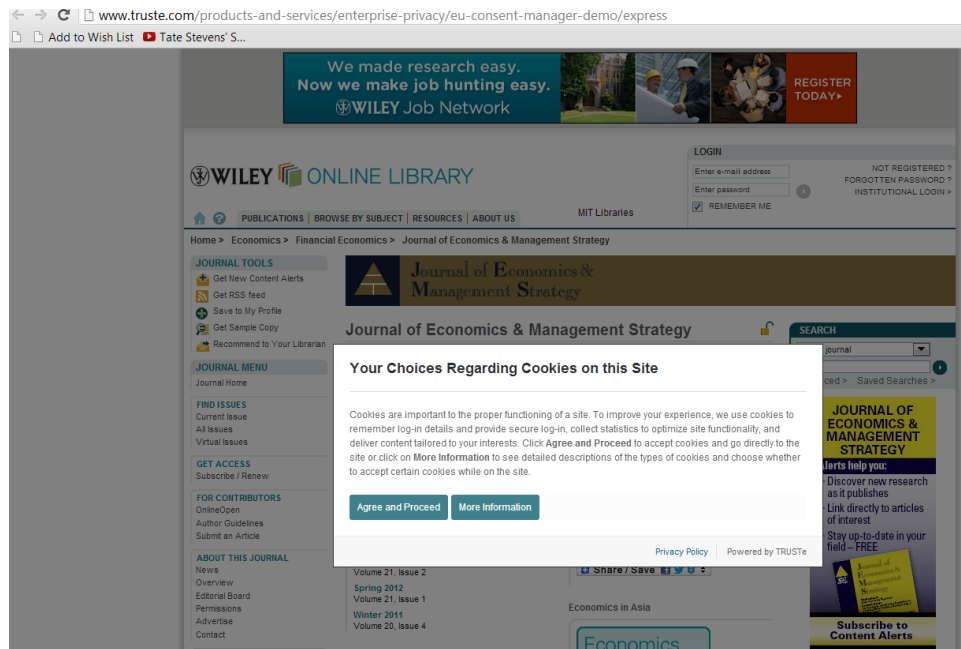 www.truste.com/products-and-services/enterprise-privacy/eu-consent-manager-demo/express
Add to Wish List Tate Stevens' S...
We made research easy.
Now we make job hunting easy.
WILEY Job Network
REGISTER
TODAY
LOGIN
Enter e-mail address
NOT REGISTERED ?
FORGOTTEN PASSWORD ?
Enter password
INSTITUTIONAL LOGIN >
REMEMBER ME
WILEY ONLINE LIBRARY
PUBLICATIONS | BROWSE BY SUBJECT | RESOURCES | ABOUT US
MIT Libraries
Home > Economics > Financial Economics > Journal of Economics & Management Strategy
JOURNAL TOOLS
Get New Content Alerts
Get RSS feed
Save to My Profile
Get Sample Copy
Recommend to Your Librarian
JOURNAL MENU
Journal Home
FIND ISSUES
Current Issue
All Issues
Virtual Issues
GET ACCESS
Subscribe / Renew
FOR CONTRIBUTORS
OnlineOpen
Author Guidelines
Submit an Article
ABOUT THIS JOURNAL
News
Overview
Editorial Board
Permissions
Advertise
Contact
Journal of Economics &
Management Strategy
Journal of Economics & Management Strategy
Your Choices Regarding Cookies on this Site
Cookies are important to the proper functioning of a site. To improve your experience, we use cookies to
remember log-in details and provide secure log-in, collect statistics to optimize site functionality, and
deliver content tailored to your interests. Click Agree and Proceed to accept cookies and go directly to the
site or click on More Information to see detailed descriptions of the types of cookies and choose whether
to accept certain cookies while on the site.
Agree and Proceed More Information
Privacy Policy Powered by TRUSTe
Volume 21, Issue 2
Spring 2012
Volume 21, Issue 1
Winter 2011
Volume 20, Issue 4
Share / Save
Economics in Asia
Economics
SEARCH
journal
ced > Saved Searches >
JOURNAL OF
ECONOMICS &
MANAGEMENT
STRATEGY
lerts help you:
Discover new research
as it publishes
Link directly to articles
of interest
Stay up-to-date in your
field – FREE
Journal of
Economics &
Management
Strategy
Subscribe to
Content Alerts